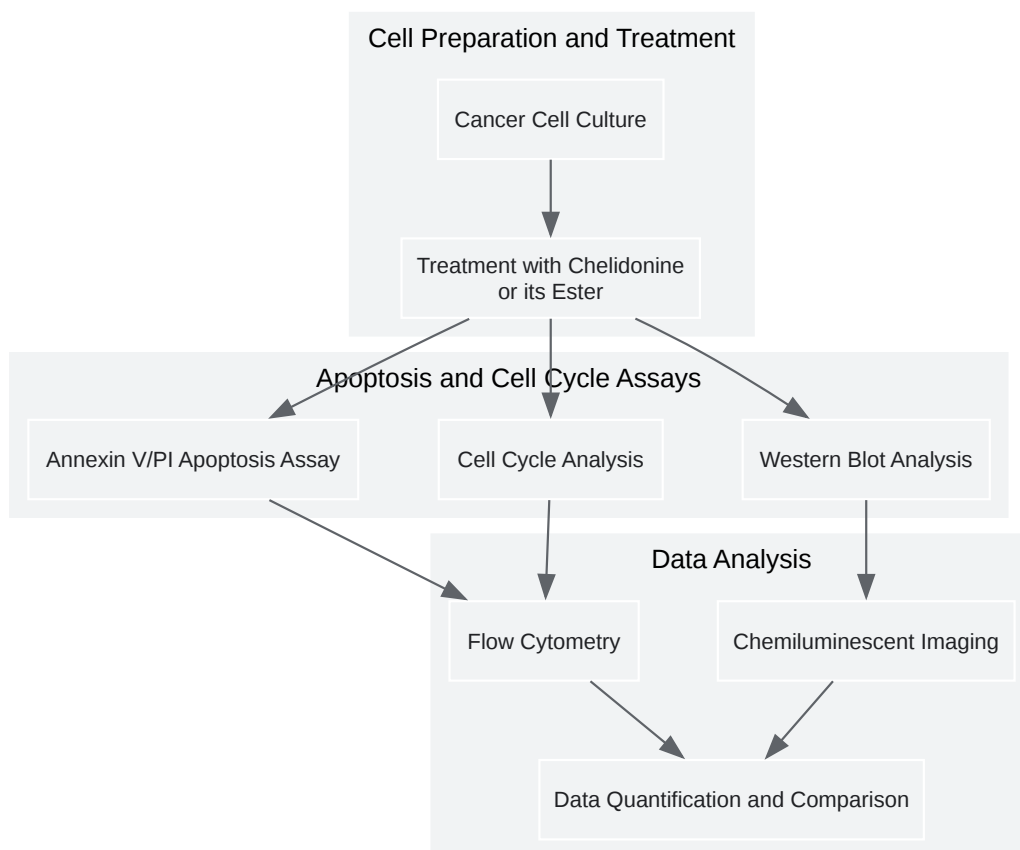 Cell Preparation and Treatment
Cancer Cell Culture
Treatment with Chelidonine
or its Ester
Apoptosis and Cell Cycle Assays
Annexin V/PI Apoptosis Assay
Cell Cycle Analysis
Western Blot Analysis
Data Analysis
Flow Cytometry
Chemiluminescent Imaging
Data Quantification and Comparison